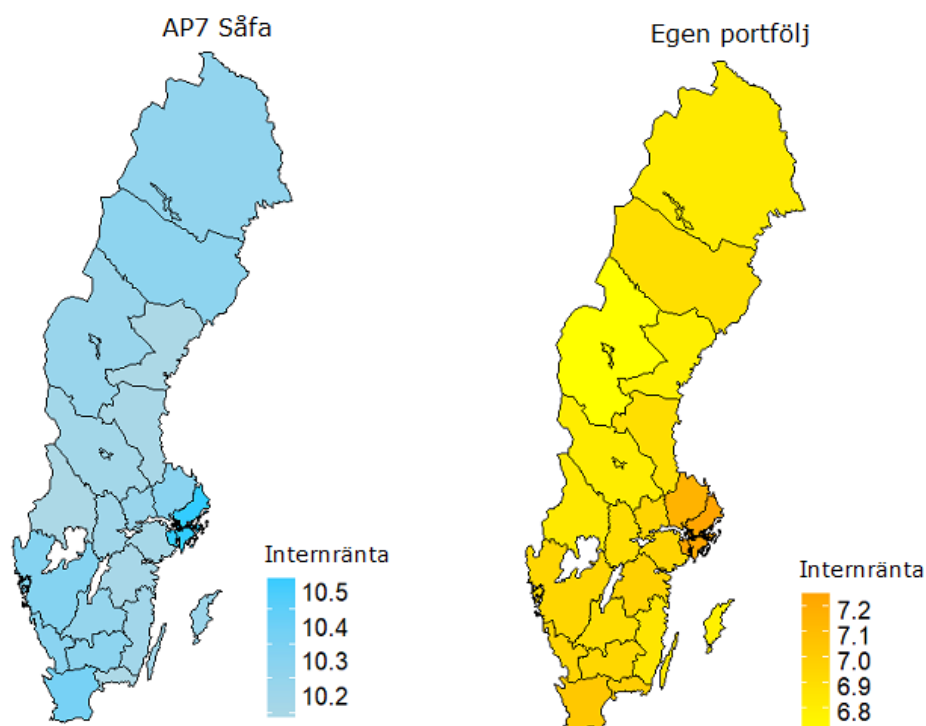 AP7 Såfa
Egen portfölj
Internränta
10.5
10.4
10.3
10.2
Internränta
7.2
7.1
7.0
6.9
6.8